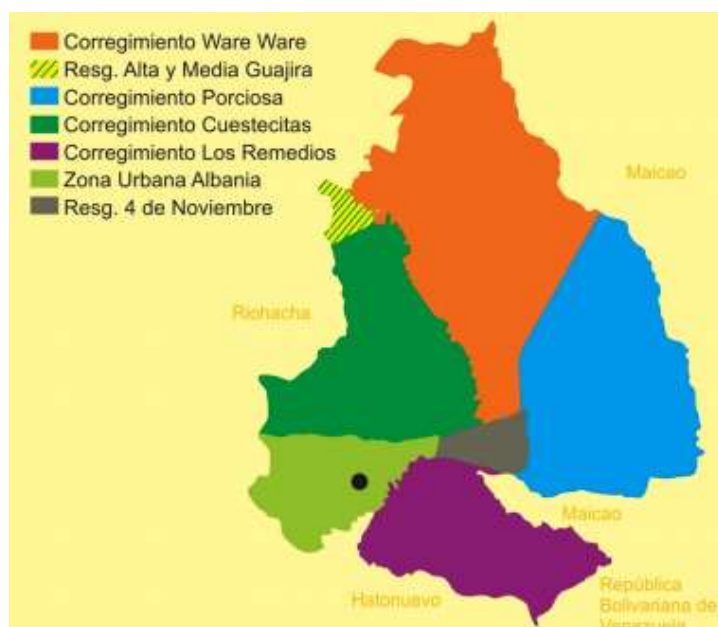 Corregimiento Ware Ware
Resg. Alta y Media Guajira
Corregimiento Porciosa
Corregimiento Cuestecitas
Corregimiento Los Remedios
Zona Urbana Albania
Resg. 4 de Noviembre
Maicao
Riohacha
Maicao
Hatonuevo
República
Bolivariana de
Venezuela